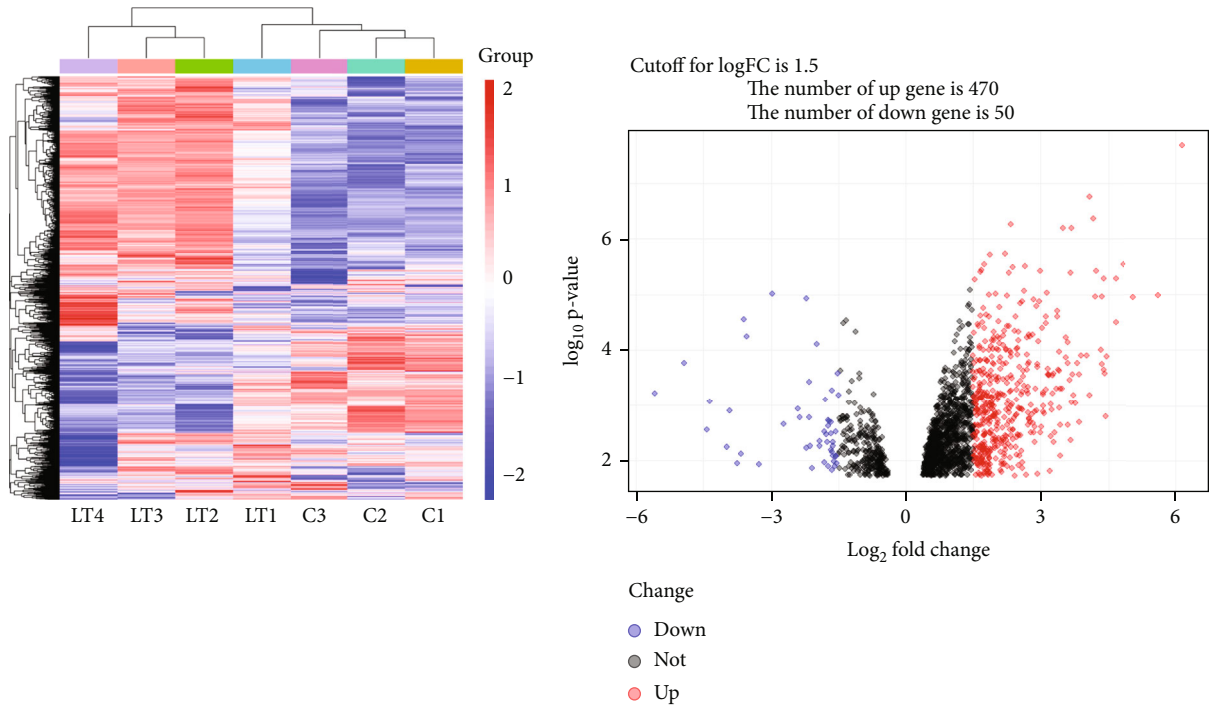 Group
2
1
0
−1
−2
LT4 LT3 LT2 LT1 C3 C2 C1
Cutoff for logFC is 1.5
The number of up gene is 470
The number of down gene is 50
log10 p-value
6
4
2
−6 −3 0 3 6
Log2 fold change
Change
Down
Not
Up